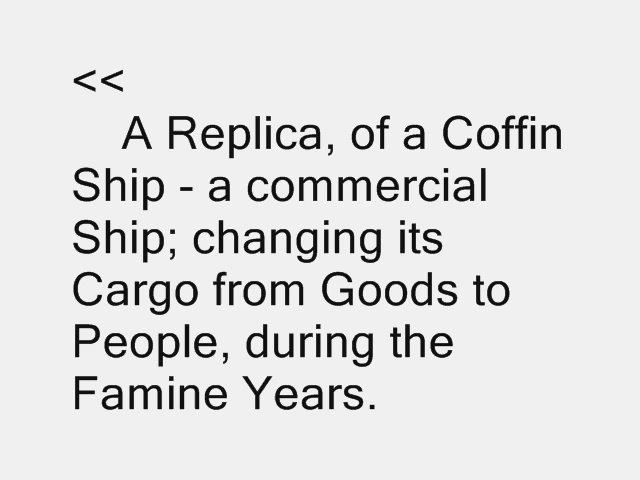 <<
A Replica, of a Coffin
Ship - a commercial
Ship; changing its
Cargo from Goods to
People, during the
Famine Years.